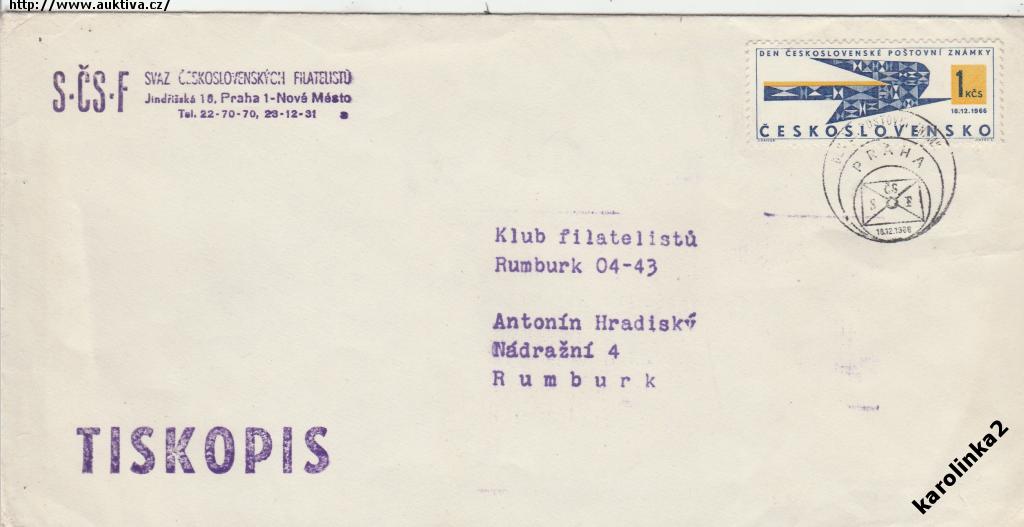 http://www.auktiva.cz/
S·ČS·F
SVAZ ČESKOSLOVENSKÝCH FILATELISTŮ
Jindřišská 16, Praha 1-Nové Město
Tel. 22-70-70, 23-12-31 a
DEN ČESKOSLOVENSKÉ POŠTOVNÍ ZNÁMKY
1 KČS
18.12.1966
ČESKOSLOVENSKO
PRAHA
ČS
S F
18.12.1966
Klub filatelistů
Rumburk 04-43
Antonín Hradiský
Nádražní 4
Rumburk
TISKOPIS
karolinka2